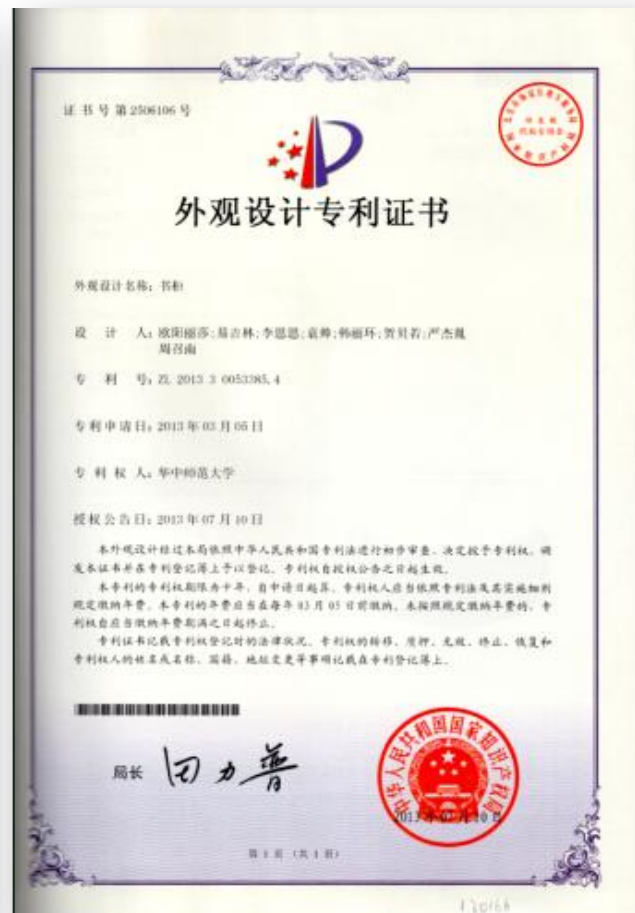 证书号第2506106号
外观设计专利证书
外观设计名称：书柜
设计人：欧阳丽莎;易吉林;李思思;袁帅;韩丽环;贺贝若;严杰胤
周召南
专利号：ZL 2013 3 0053385.4
专利申请日：2013年03月05日
专利权人：华中师范大学
授权公告日：2013年07月10日
本外观设计经过本局依照中华人民共和国专利法进行初步审查，决定授予专利权，颁
发本证书并在专利登记簿上予以登记。专利权自授权公告之日起生效。
本专利的专利权期限为十年，自申请日起算。专利权人应当依照专利法及其实施细则
规定缴纳年费。本专利的年费应当在每年03月05日前缴纳。未按照规定缴纳年费的，专
利权自应当缴纳年费期满之日起终止。
专利证书记载专利权登记时的法律状况。专利权的转移、质押、无效、终止、恢复和
专利权人的姓名或名称、国籍、地址变更等事项记载在专利登记簿上。
局长 田力普
中华人民共和国国家知识产权局
2013年07月10日
第1页（共1页）
130166